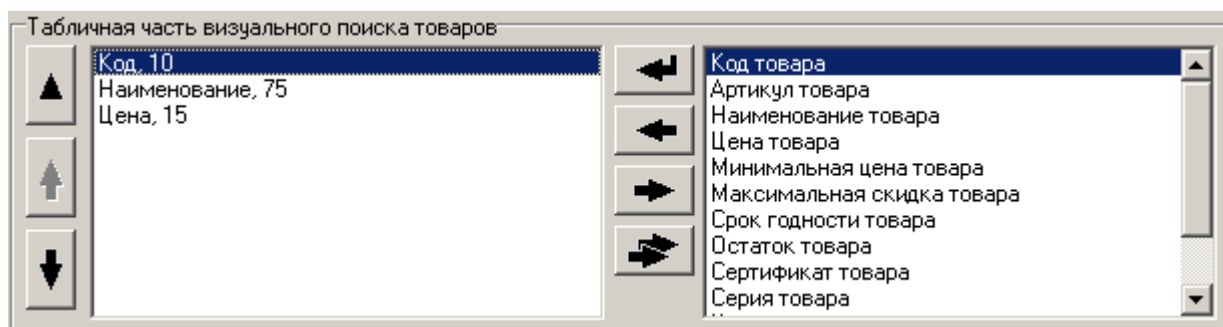 Табличная часть визуального поиска товаров
Код, 10
Наименование, 75
Цена, 15
Код товара
Артикул товара
Наименование товара
Цена товара
Минимальная цена товара
Максимальная скидка товара
Срок годности товара
Остаток товара
Сертификат товара
Серия товара